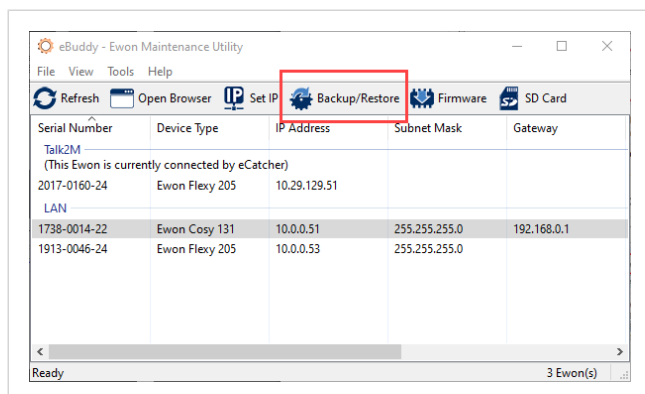 eBuddy - Ewon Maintenance Utility
File View Tools Help
Refresh Open Browser Set IP Backup/Restore Firmware SD Card
Serial Number Device Type IP Address Subnet Mask Gateway
Talk2M
(This Ewon is currently connected by eCatcher)
2017-0160-24 Ewon Flexy 205 10.29.129.51
LAN
1738-0014-22 Ewon Cosy 131 10.0.0.51 255.255.255.0 192.168.0.1
1913-0046-24 Ewon Flexy 205 10.0.0.53 255.255.255.0
Ready 3 Ewon(s)